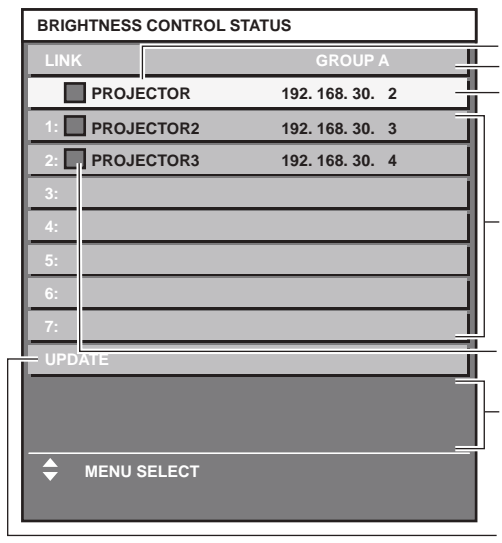 BRIGHTNESS CONTROL STATUS
LINK GROUP A
PROJECTOR 192. 168. 30. 2
1: PROJECTOR2 192. 168. 30. 3
2: PROJECTOR3 192. 168. 30. 4
3:
4:
5:
6:
7:
UPDATE
MENU SELECT